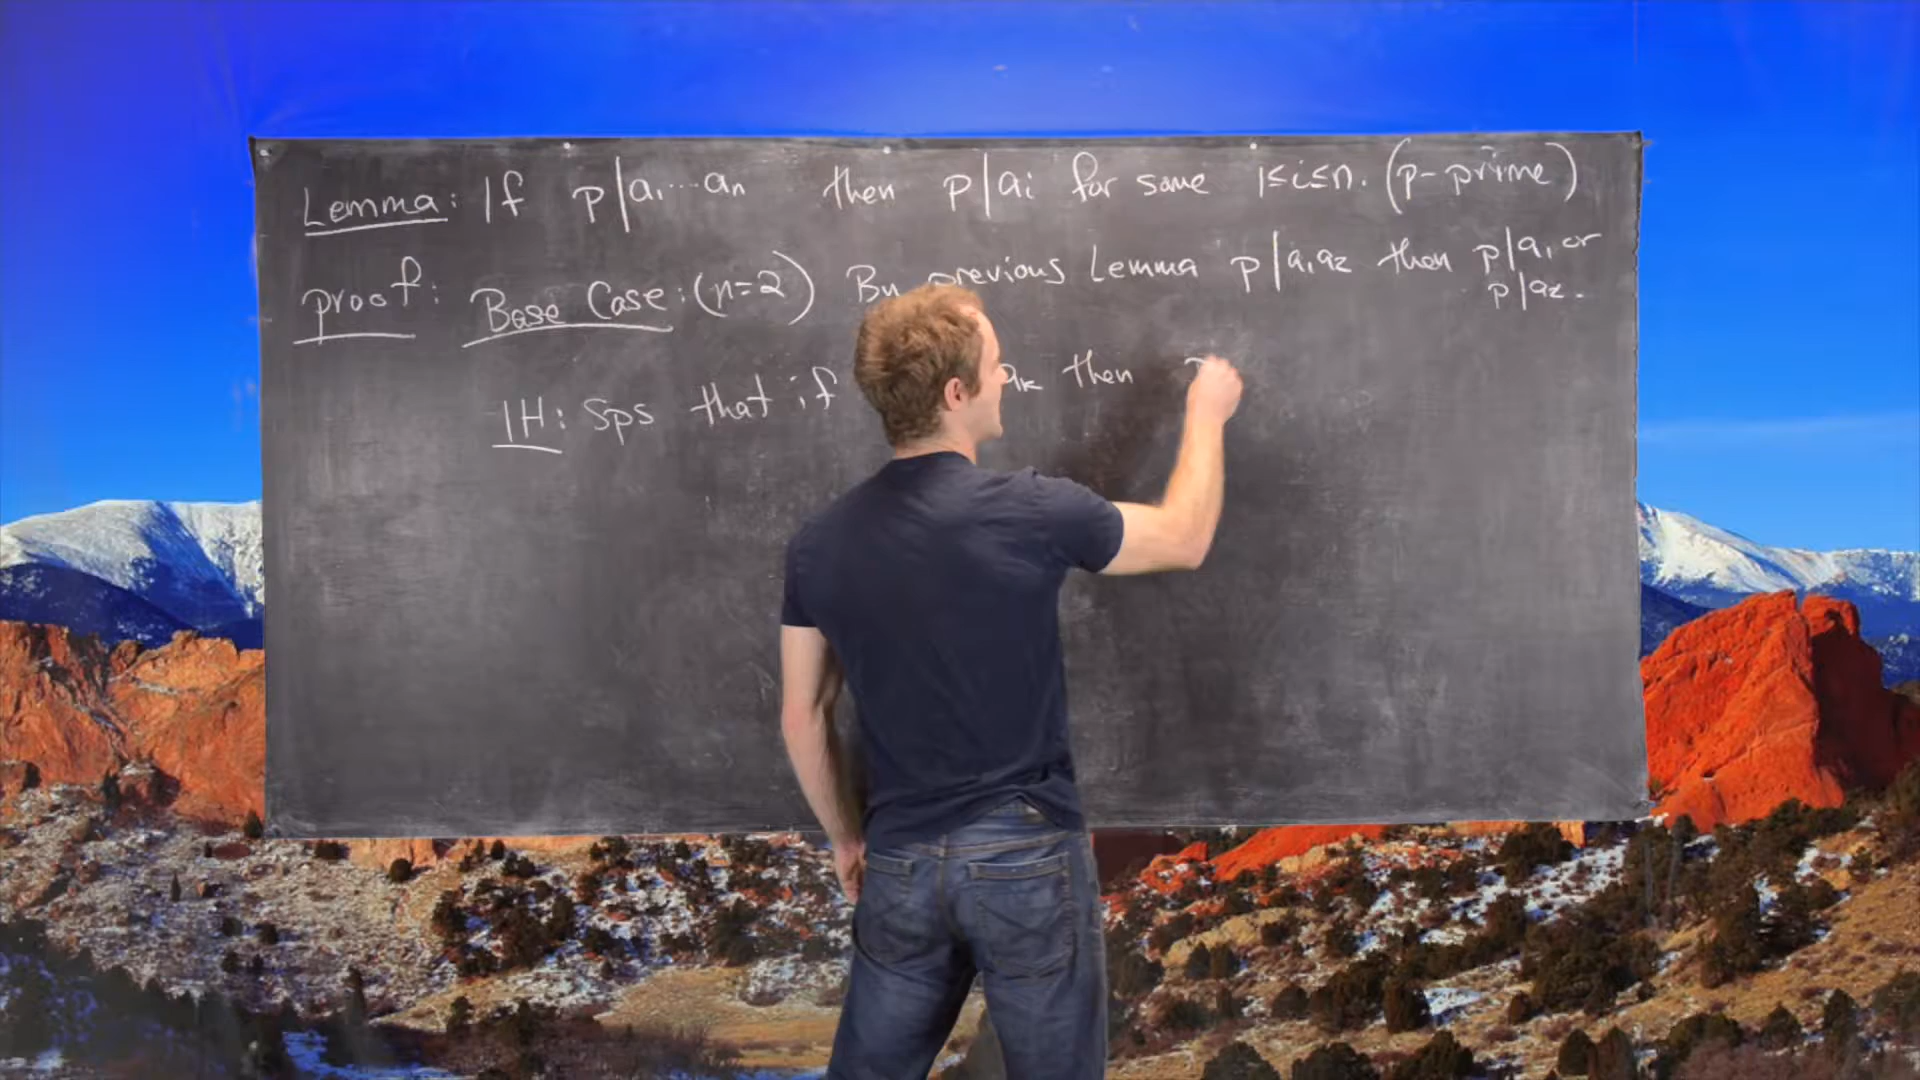 Lemma: If p|a₁...aₙ then p|aᵢ for some 1≤i≤n. (p-prime)
proof: Base Case: (n=2) By previous Lemma p|a₁a₂ then p|a₁ or
p|a₂.
IH: Sps that if aₖ then